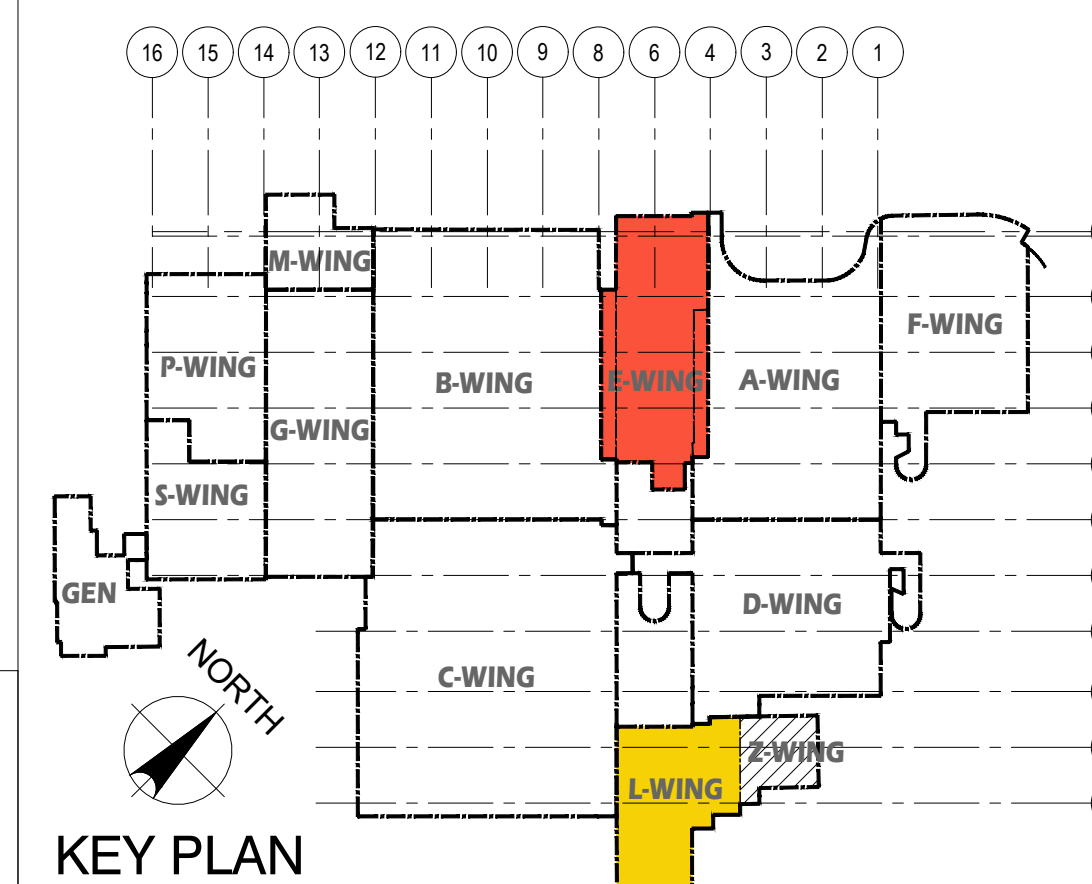 16 15 14 13 12 11 10 9 8 6 4 3 2 1
M-WING
F-WING
P-WING
B-WING
E-WING
A-WING
G-WING
S-WING
GEN
D-WING
NORTH
C-WING
Z-WING
L-WING
KEY PLAN